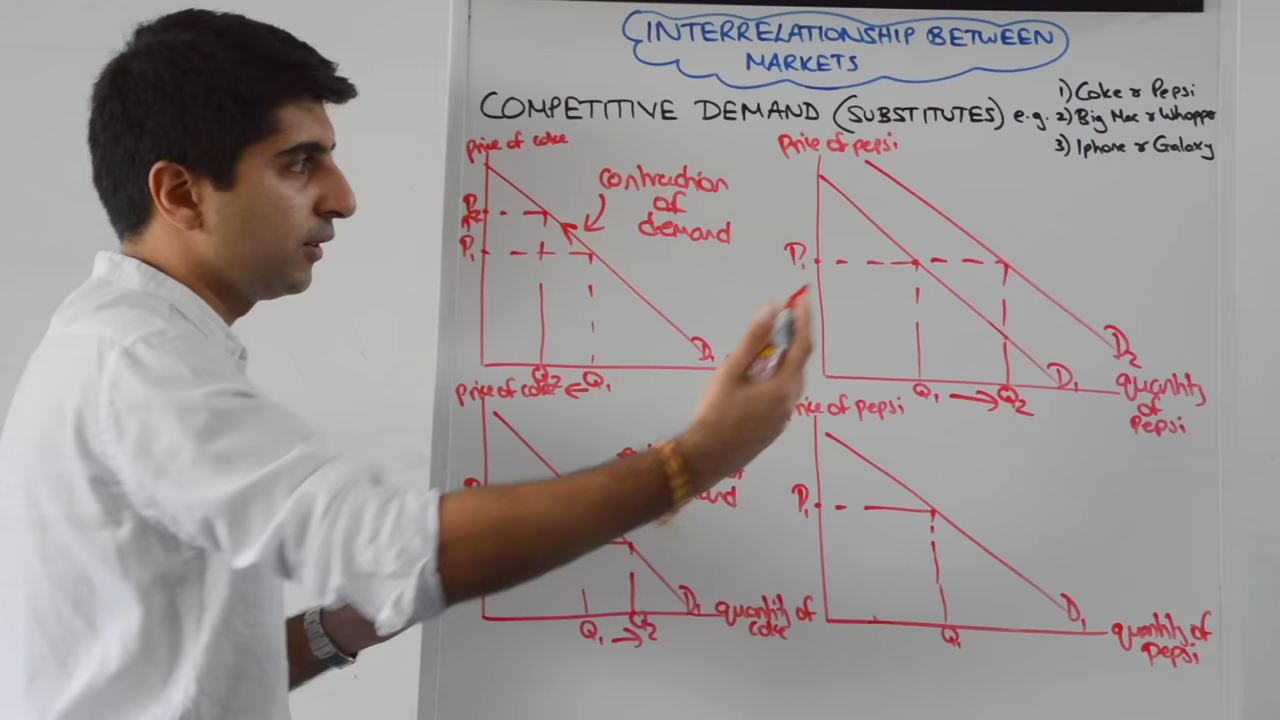 INTERRELATIONSHIP BETWEEN
MARKETS
COMPETITIVE DEMAND (SUBSTITUTES) e.g.
1) Coke & Pepsi
2) Big Mac & Whopper
3) Iphone & Galaxy
Price of coke
contraction
of
demand
P2
P1
D1
Q2 ← Q1
Price of pepsi
P1
D2
D1
Q1 → Q2
quantity
of
pepsi
Price of coke
D1
quantity of
coke
Q1 → Q2
Price of pepsi
P1
D1
Q1
quantity of
pepsi